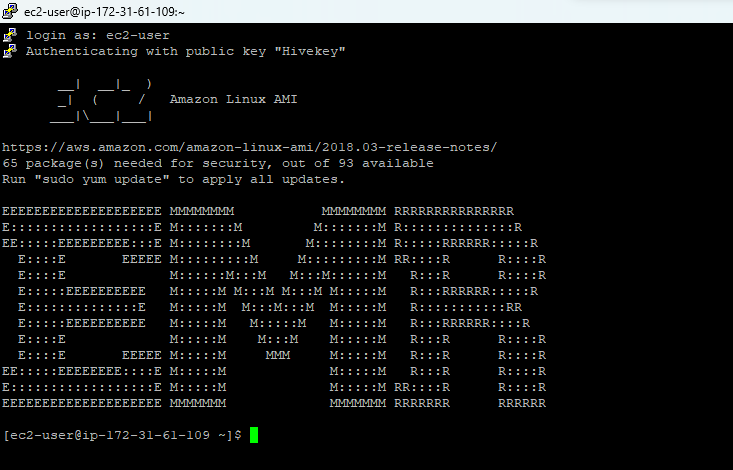 ec2-user@ip-172-31-61-109:~
login as: ec2-user
Authenticating with public key "Hivekey"
       __|  __|_  )
       _|  (     /   Amazon Linux AMI
      ___|\___|___|
https://aws.amazon.com/amazon-linux-ami/2018.03-release-notes/
65 package(s) needed for security, out of 93 available
Run "sudo yum update" to apply all updates.
EEEEEEEEEEEEEEEEEEEE MMMMMMMM           MMMMMMMM RRRRRRRRRRRRRRR
E::::::::::::::::::E M:::::::M         M:::::::M R::::::::::::::R
EE:::::EEEEEEEEE:::E M::::::::M       M::::::::M R:::::RRRRRR:::::R
  E::::E       EEEEE M:::::::::M     M:::::::::M RR::::R      R::::R
  E::::E             M::::::M:::M   M:::M::::::M   R:::R      R::::R
  E:::::EEEEEEEEEE   M:::::M M:::M M:::M M:::::M   R:::RRRRRR:::::R
  E::::::::::::::E   M:::::M  M:::M:::M  M:::::M   R:::::::::::RR
  E:::::EEEEEEEEEE   M:::::M   M:::::M   M:::::M   R:::RRRRRR::::R
  E::::E             M:::::M    M:::M    M:::::M   R:::R      R::::R
  E::::E       EEEEE M:::::M     MMM     M:::::M   R:::R      R::::R
EE:::::EEEEEEEE::::E M:::::M             M:::::M   R:::R      R::::R
E::::::::::::::::::E M:::::M             M:::::M RR::::R      R::::R
EEEEEEEEEEEEEEEEEEEE MMMMMMM             MMMMMMM RRRRRRR      RRRRRR
[ec2-user@ip-172-31-61-109 ~]$